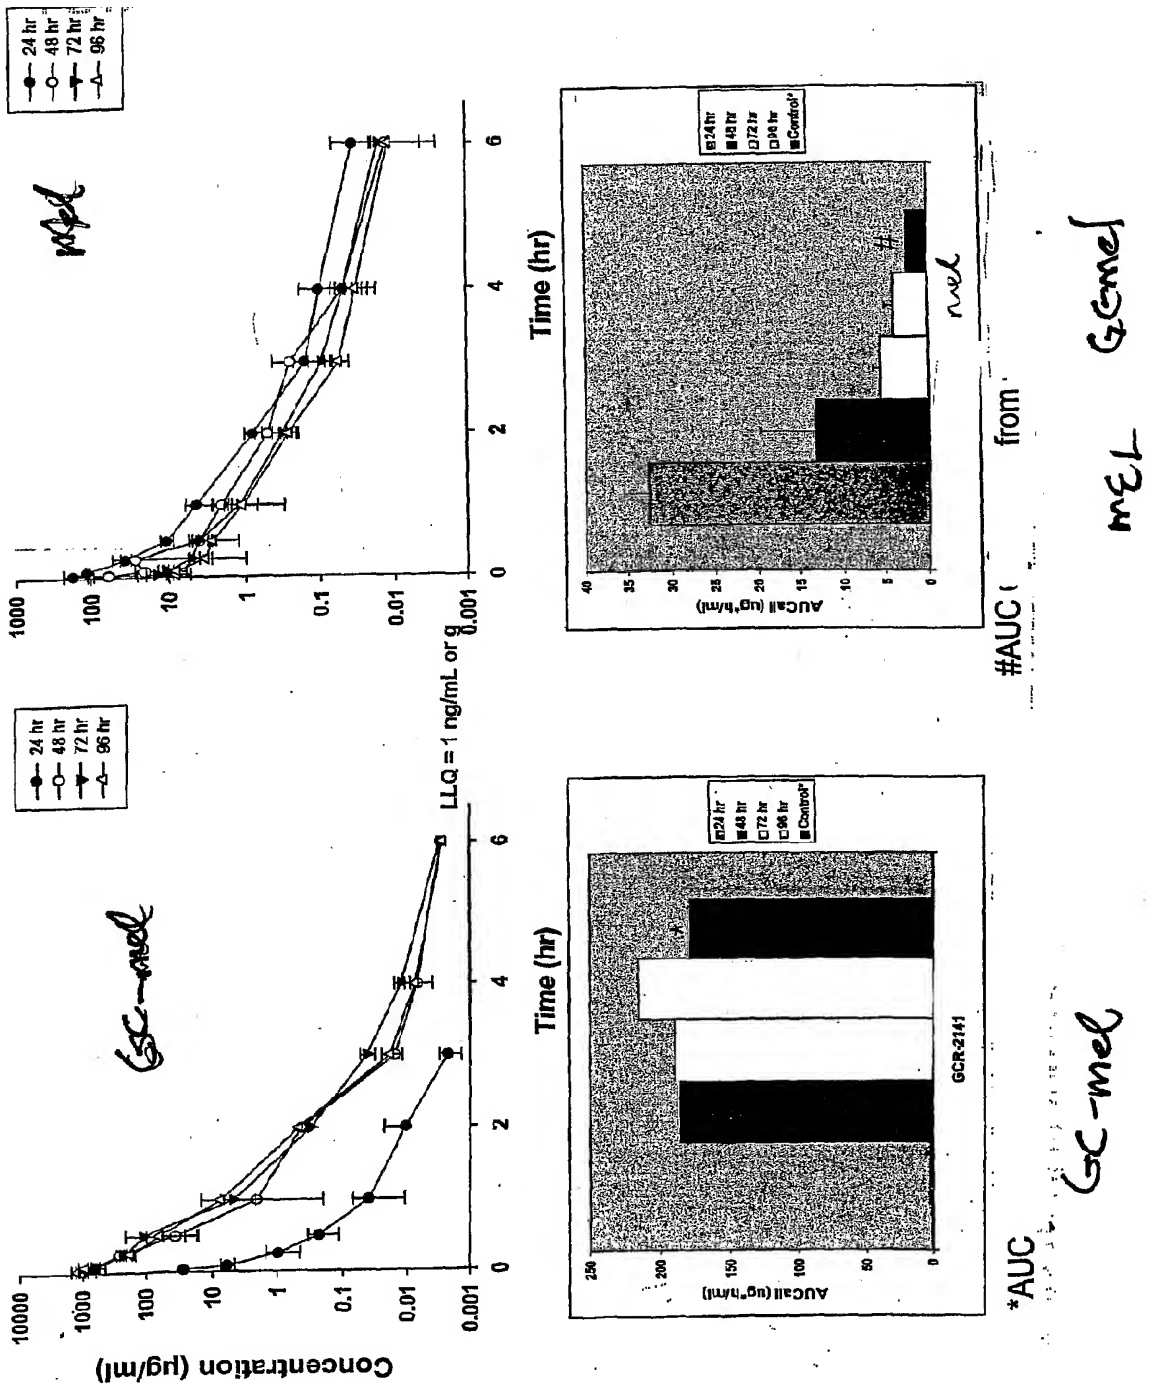 GC-mel
24 hr
48 hr
72 hr
96 hr
Concentration (µg/ml)
10000
1000
100
10
1
0.1
0.01
0.001
0
2
4
6
Time (hr)
LLQ = 1 ng/mL or g
Mel
24 hr
48 hr
72 hr
96 hr
1000
100
10
1
0.1
0.01
0.001
0
2
4
6
Time (hr)
AUCall (ug*h/ml)
250
200
150
100
50
0
*
24 hr
48 hr
72 hr
96 hr
Control*
GCR-2141
*AUC
GC-mel
AUCall (ug*h/ml)
40
35
30
25
20
15
10
5
0
#
24 hr
48 hr
72 hr
96 hr
Control*
mel
#AUC (
from
MEL GCmel